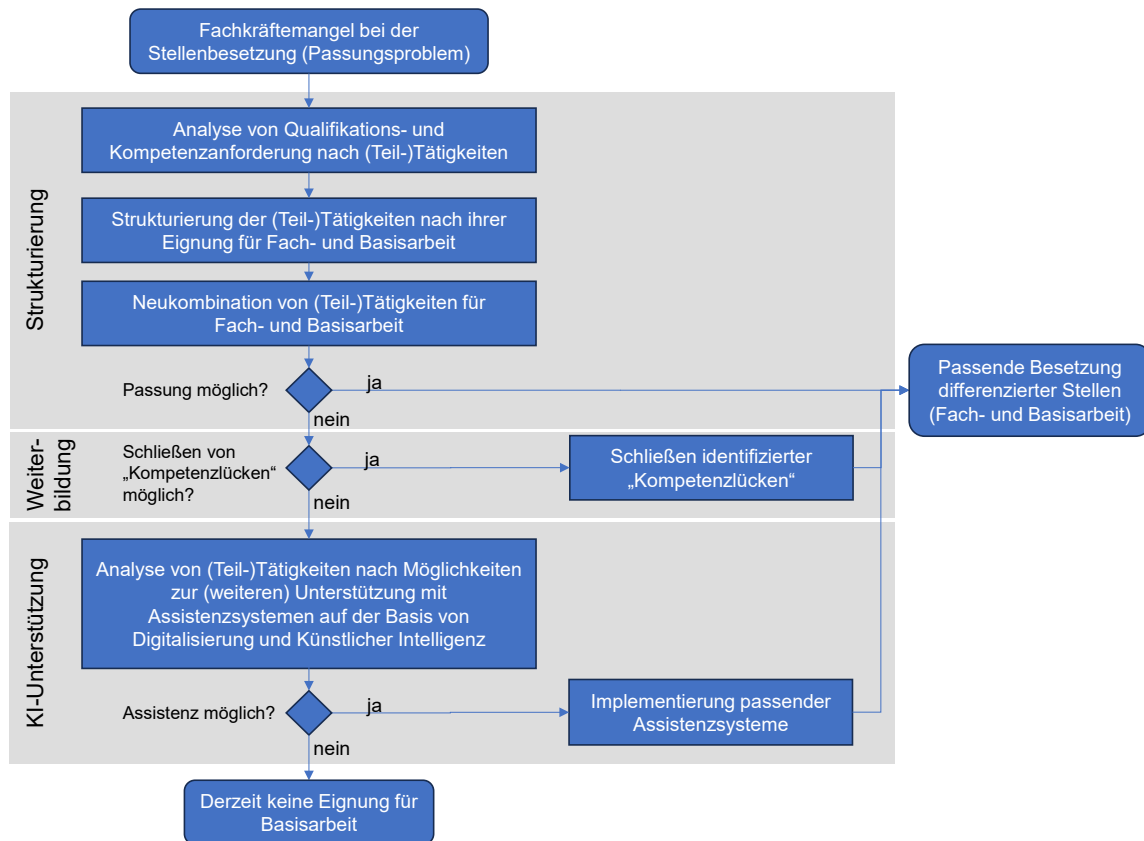 Fachkräftemangel bei der
Stellenbesetzung (Passungsproblem)
Strukturierung
Analyse von Qualifikations- und
Kompetenzanforderung nach (Teil-)Tätigkeiten
Strukturierung der (Teil-)Tätigkeiten nach ihrer
Eignung für Fach- und Basisarbeit
Neukombination von (Teil-)Tätigkeiten für
Fach- und Basisarbeit
Passung möglich?
ja
nein
Passende Besetzung
differenzierter Stellen
(Fach- und Basisarbeit)
Weiter-
bildung
Schließen von
„Kompetenzlücken“
möglich?
ja
nein
Schließen identifizierter
„Kompetenzlücken“
KI-Unterstützung
Analyse von (Teil-)Tätigkeiten nach Möglichkeiten
zur (weiteren) Unterstützung mit
Assistenzsystemen auf der Basis von
Digitalisierung und Künstlicher Intelligenz
Assistenz möglich?
ja
nein
Implementierung passender
Assistenzsysteme
Derzeit keine Eignung für
Basisarbeit